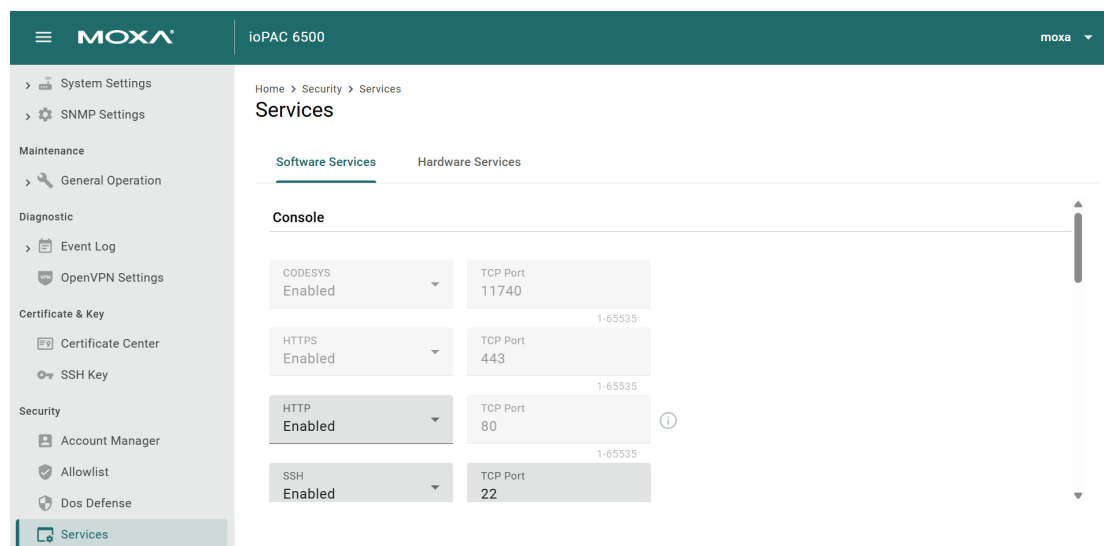 MOXA
ioPAC 6500
moxa
System Settings
SNMP Settings
Maintenance
General Operation
Diagnostic
Event Log
VPN
OpenVPN Settings
Certificate & Key
Certificate Center
SSH Key
Security
Account Manager
Allowlist
Dos Defense
Services
Home > Security > Services
Services
Software Services Hardware Services
Console
CODESYS TCP Port
Enabled 11740
1-65535
HTTPS TCP Port
Enabled 443
1-65535
HTTP TCP Port
Enabled 80
1-65535
SSH TCP Port
Enabled 22